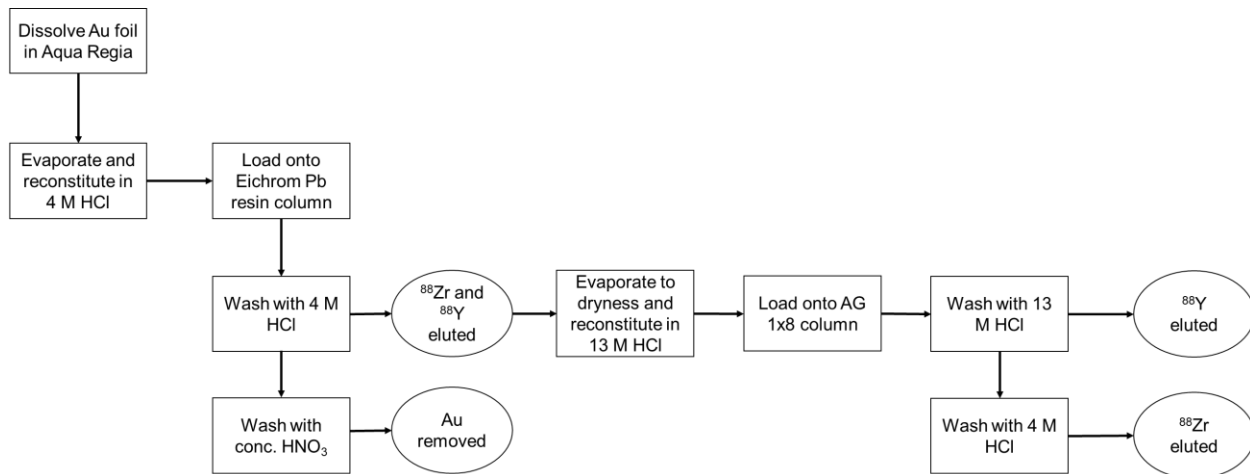 Dissolve Au foil
in Aqua Regia
Evaporate and
reconstitute in
4 M HCl
Load onto
Eichrom Pb
resin column
Wash with 4 M
HCl
⁸⁸Zr and
⁸⁸Y
eluted
Evaporate to
dryness and
reconstitute in
13 M HCl
Load onto AG
1x8 column
Wash with 13
M HCl
⁸⁸Y
eluted
Wash with
conc. HNO₃
Au
removed
Wash with 4 M
HCl
⁸⁸Zr
eluted